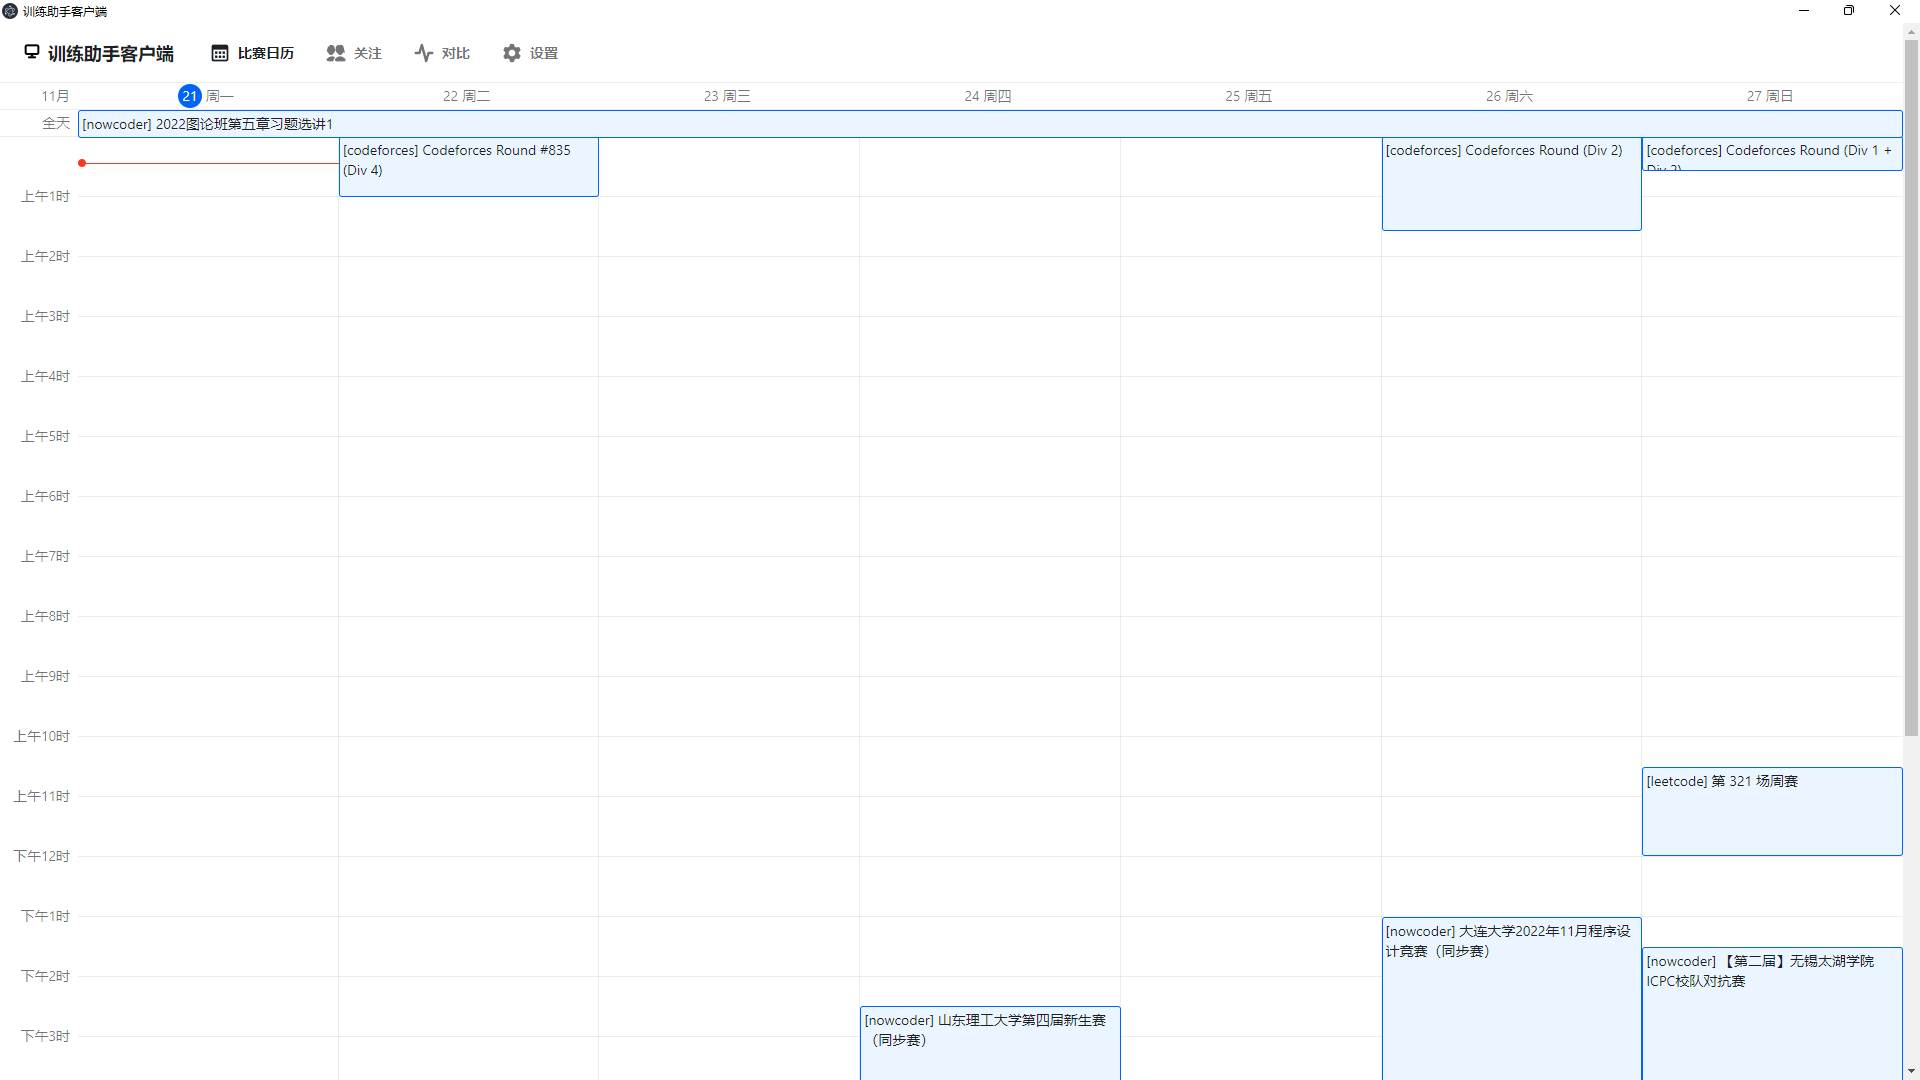 训练助手客户端
训练助手客户端
比赛日历
关注
对比
设置
11月
21 周一
22 周二
23 周三
24 周四
25 周五
26 周六
27 周日
全天
[nowcoder] 2022图论班第五章习题选讲1
[codeforces] Codeforces Round #835
(Div 4)
[codeforces] Codeforces Round (Div 2)
[codeforces] Codeforces Round (Div 1 +
Div 2)
上午1时
上午2时
上午3时
上午4时
上午5时
上午6时
上午7时
上午8时
上午9时
上午10时
[leetcode] 第 321 场周赛
上午11时
下午12时
下午1时
[nowcoder] 大连大学2022年11月程序设
计竞赛（同步赛）
[nowcoder] 【第二届】无锡太湖学院
ICPC校队对抗赛
下午2时
[nowcoder] 山东理工大学第四届新生赛
（同步赛）
下午3时